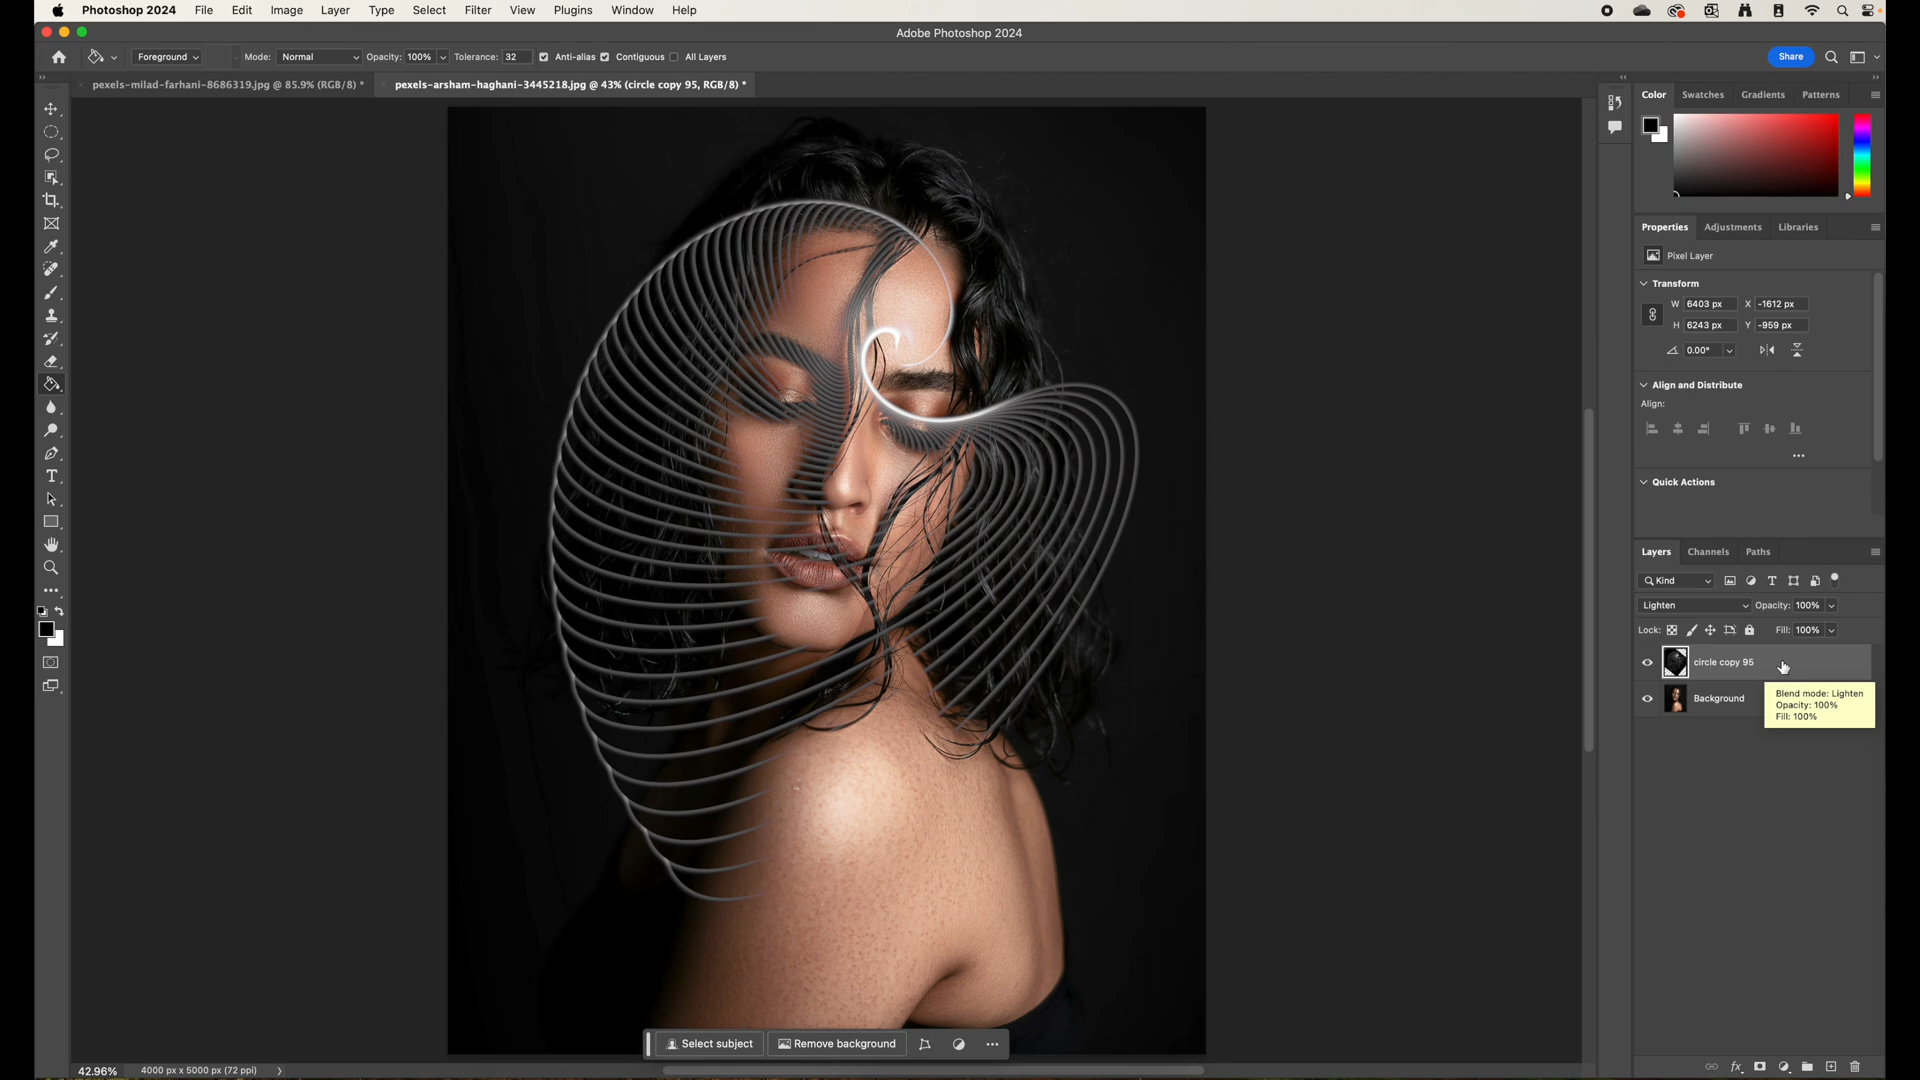 Photoshop 2024 File Edit Image Layer Type Select Filter View Plugins Window Help
Adobe Photoshop 2024
Foreground Mode: Normal Opacity: 100% Tolerance: 32 Anti-alias Contiguous All Layers Share
pexels-milad-farhani-8686319.jpg @ 85.9% (RGB/8) * pexels-arsham-haghani-3445218.jpg @ 43% (circle copy 95, RGB/8) *
Color Swatches Gradients Patterns
Properties Adjustments Libraries
Pixel Layer
Transform
W 6403 px X -1612 px
H 6243 px Y -959 px
0.00°
Align and Distribute
Align:
Quick Actions
Layers Channels Paths
Kind
Lighten Opacity: 100%
Lock: Fill: 100%
circle copy 95
Background
Blend mode: Lighten
Opacity: 100%
Fill: 100%
Select subject Remove background
42.96% 4000 px x 5000 px (72 ppi)